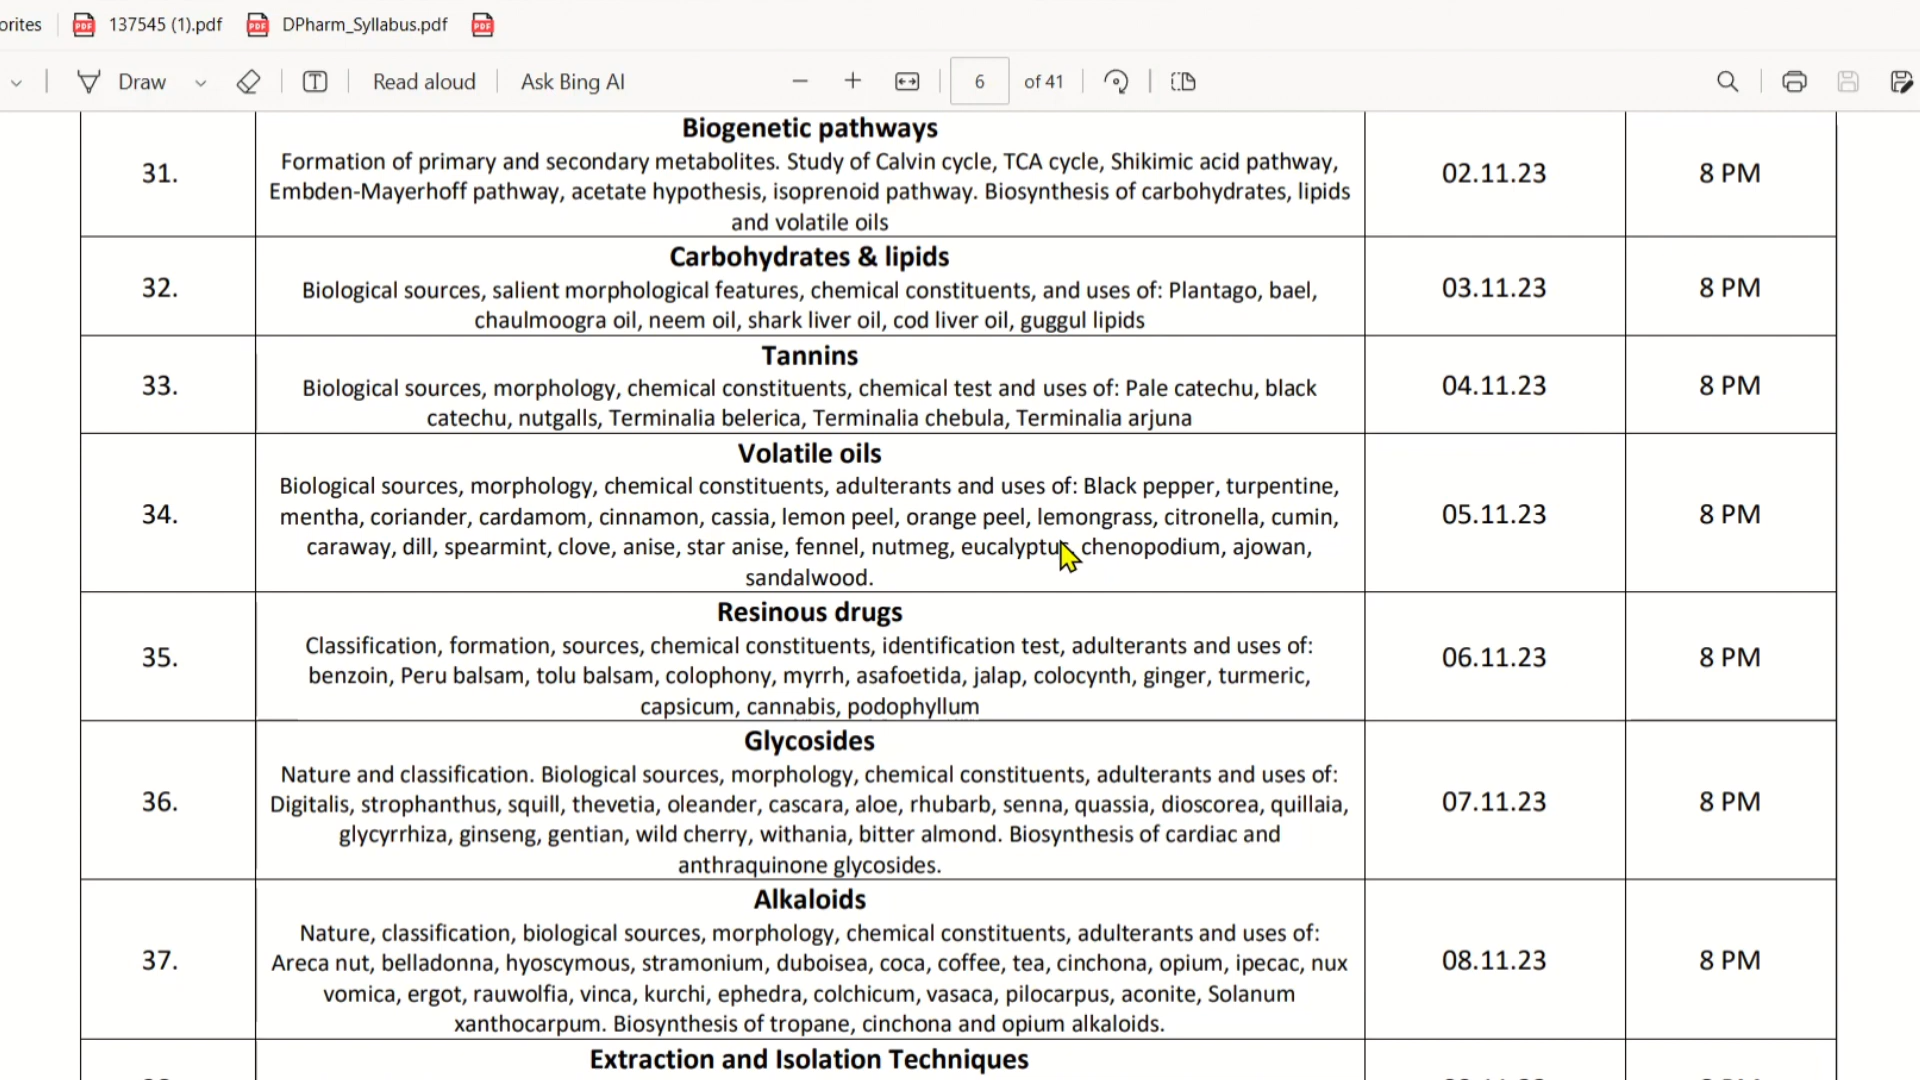 orites 137545 (1).pdf DPharm_Syllabus.pdf
Draw Read aloud Ask Bing AI 6 of 41
Biogenetic pathways
31. Formation of primary and secondary metabolites. Study of Calvin cycle, TCA cycle, Shikimic acid pathway, 02.11.23 8 PM
Embden-Mayerhoff pathway, acetate hypothesis, isoprenoid pathway. Biosynthesis of carbohydrates, lipids
and volatile oils
Carbohydrates & lipids
32. Biological sources, salient morphological features, chemical constituents, and uses of: Plantago, bael, 03.11.23 8 PM
chaulmoogra oil, neem oil, shark liver oil, cod liver oil, guggul lipids
Tannins
33. Biological sources, morphology, chemical constituents, chemical test and uses of: Pale catechu, black 04.11.23 8 PM
catechu, nutgalls, Terminalia belerica, Terminalia chebula, Terminalia arjuna
Volatile oils
Biological sources, morphology, chemical constituents, adulterants and uses of: Black pepper, turpentine,
34. mentha, coriander, cardamom, cinnamon, cassia, lemon peel, orange peel, lemongrass, citronella, cumin, 05.11.23 8 PM
caraway, dill, spearmint, clove, anise, star anise, fennel, nutmeg, eucalyptus, chenopodium, ajowan,
sandalwood.
Resinous drugs
35. Classification, formation, sources, chemical constituents, identification test, adulterants and uses of: 06.11.23 8 PM
benzoin, Peru balsam, tolu balsam, colophony, myrrh, asafoetida, jalap, colocynth, ginger, turmeric,
capsicum, cannabis, podophyllum
Glycosides
Nature and classification. Biological sources, morphology, chemical constituents, adulterants and uses of:
36. Digitalis, strophanthus, squill, thevetia, oleander, cascara, aloe, rhubarb, senna, quassia, dioscorea, quillaia, 07.11.23 8 PM
glycyrrhiza, ginseng, gentian, wild cherry, withania, bitter almond. Biosynthesis of cardiac and
anthraquinone glycosides.
Alkaloids
Nature, classification, biological sources, morphology, chemical constituents, adulterants and uses of:
37. Areca nut, belladonna, hyoscymous, stramonium, duboisea, coca, coffee, tea, cinchona, opium, ipecac, nux 08.11.23 8 PM
vomica, ergot, rauwolfia, vinca, kurchi, ephedra, colchicum, vasaca, pilocarpus, aconite, Solanum
xanthocarpum. Biosynthesis of tropane, cinchona and opium alkaloids.
Extraction and Isolation Techniques